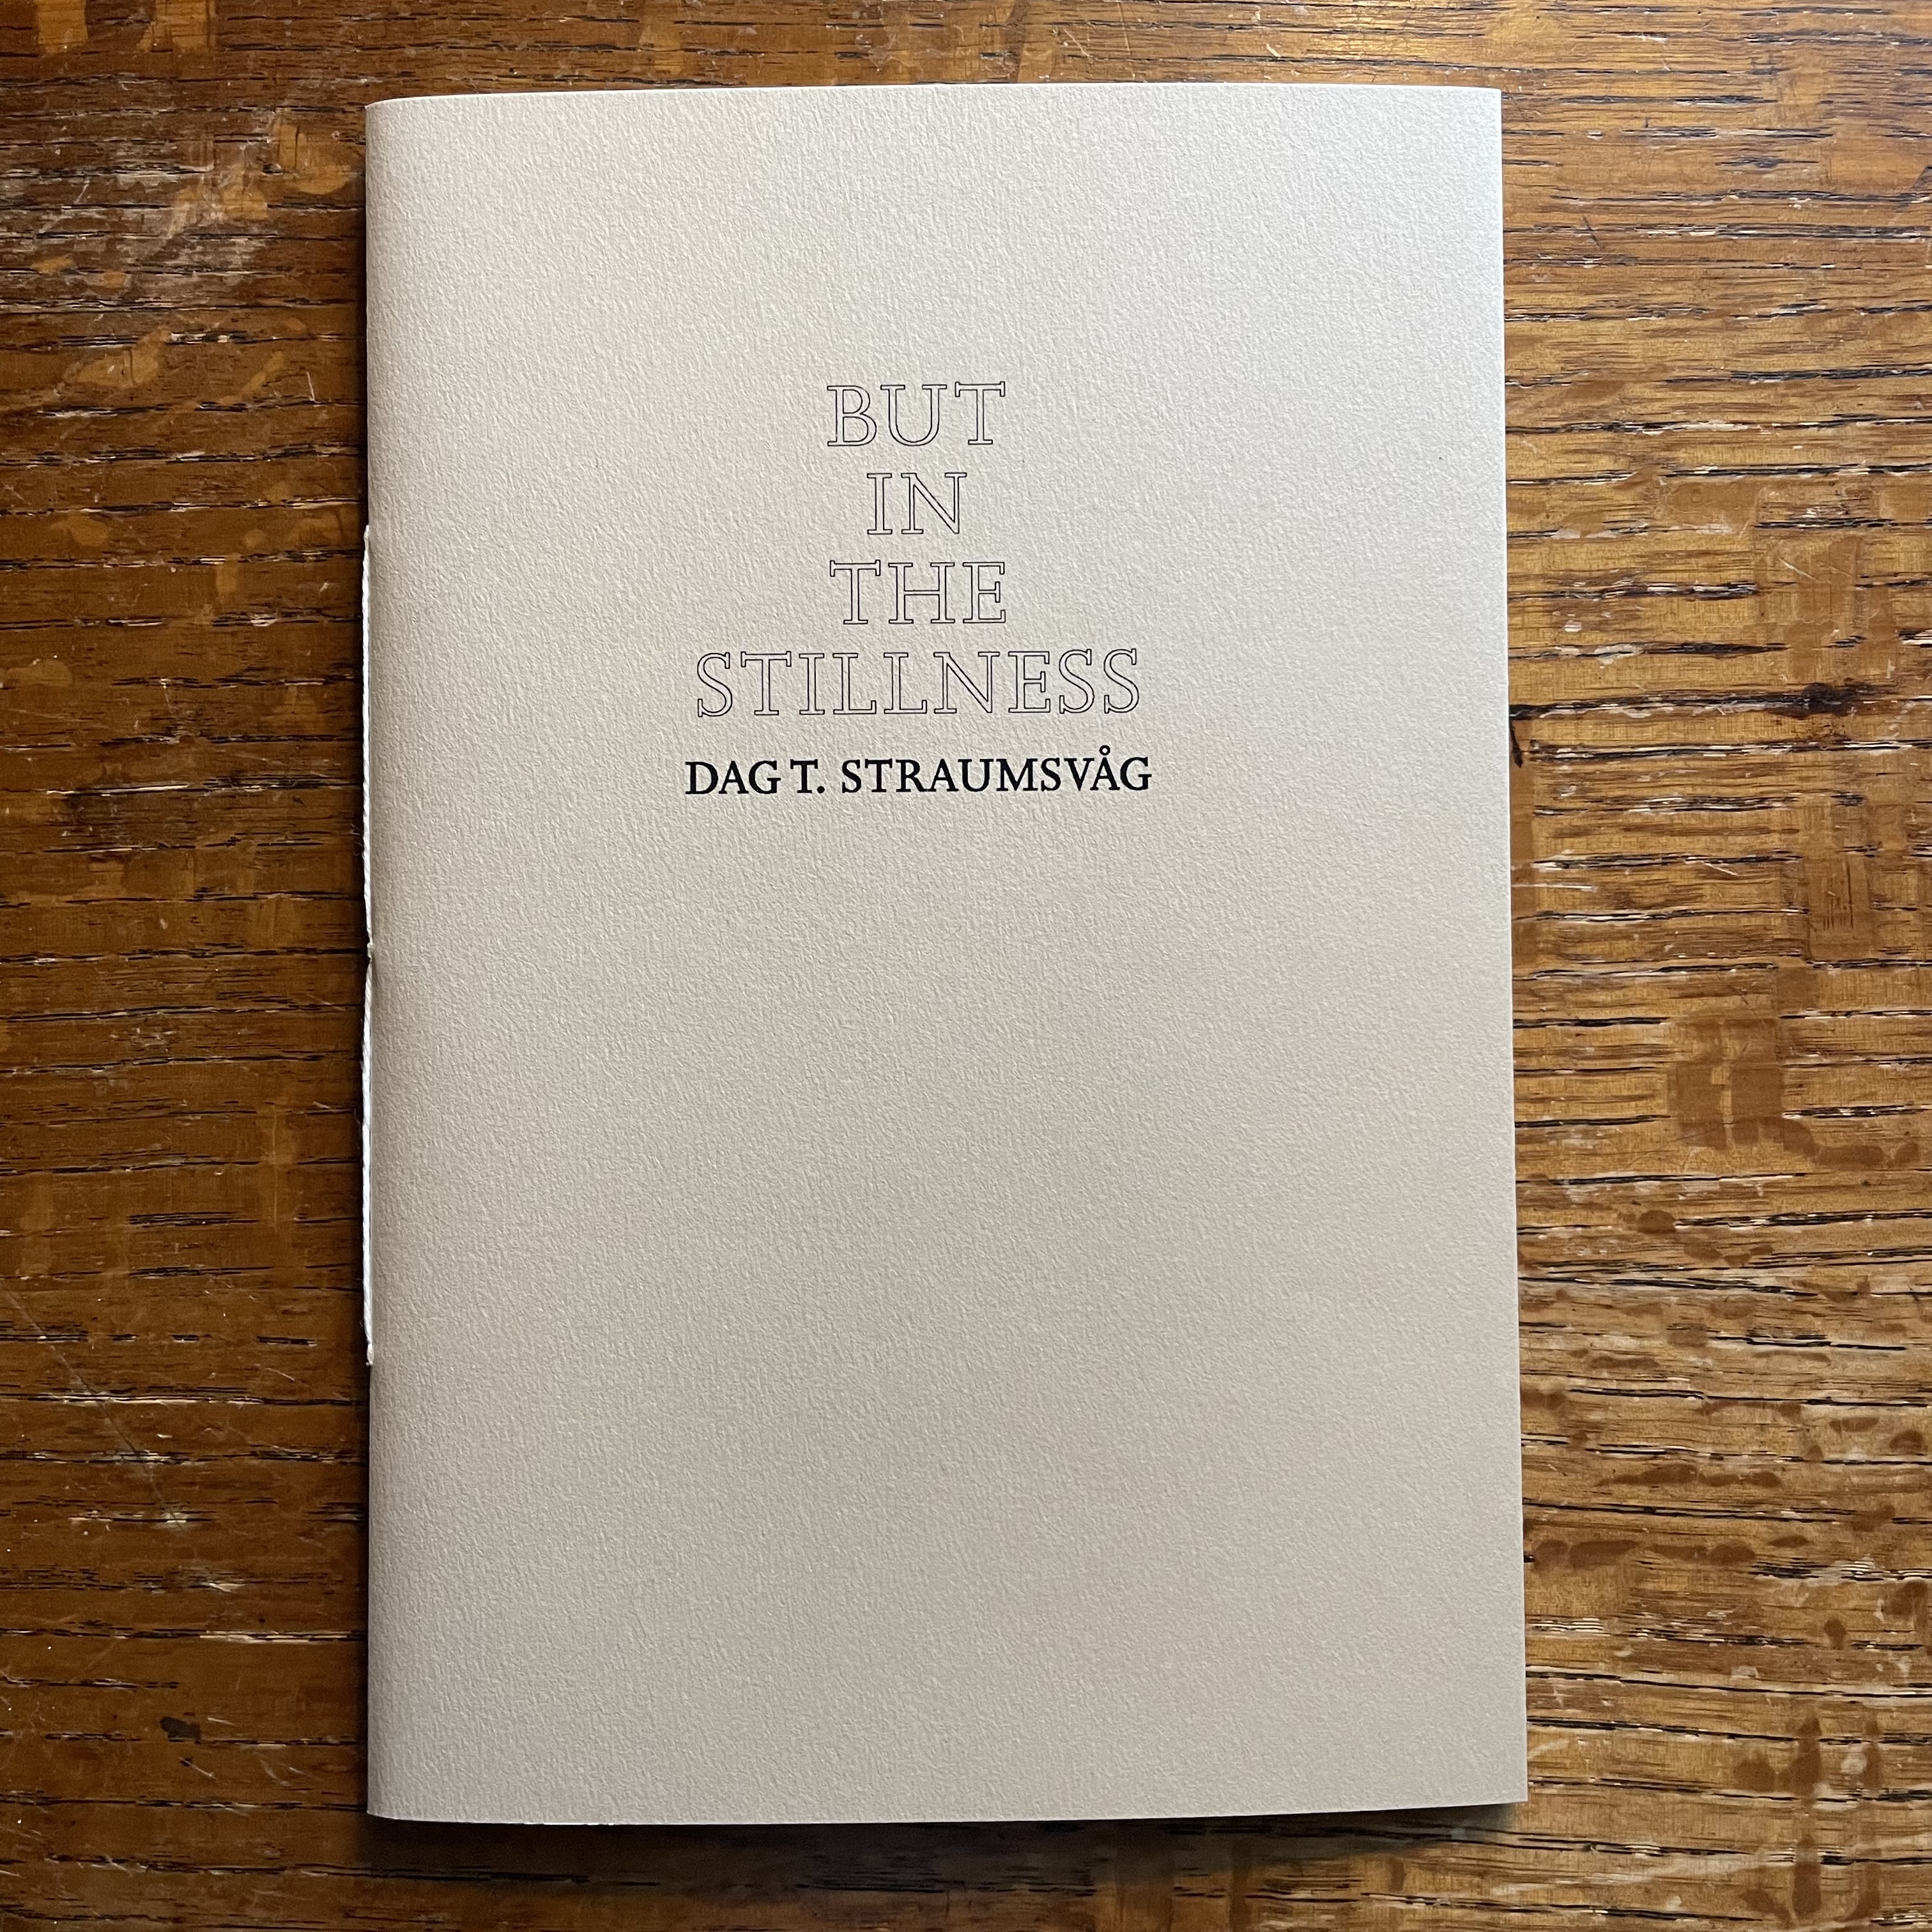 BUT
IN
THE
STILLNESS
DAG T. STRAUMSVÅG